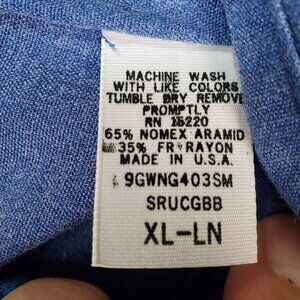 MACHINE WASH
WITH LIKE COLORS
TUMBLE DRY REMOVE
PROMPTLY
RN 15220
65% NOMEX ARAMID
35% FR RAYON
MADE IN U.S.A.
9GWNG403SM
SRUCGBB
XL-LN